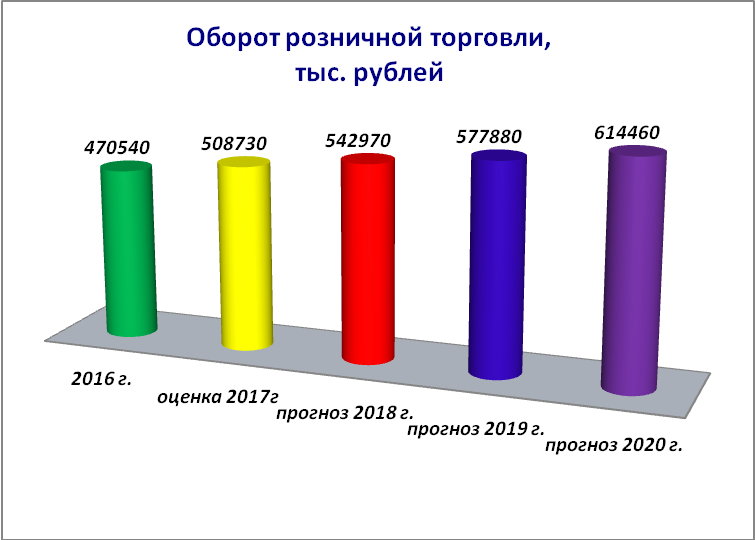 Оборот розничной торговли,
тыс. рублей
470540
508730
542970
577880
614460
2016 г.
оценка 2017г
прогноз 2018 г.
прогноз 2019 г.
прогноз 2020 г.